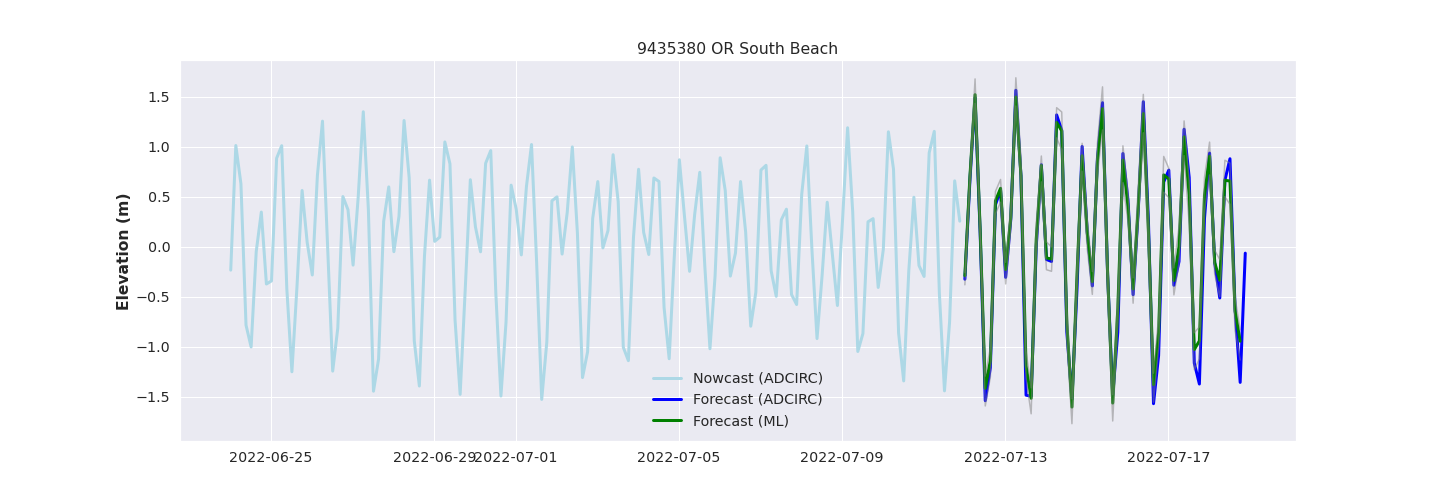 9435380 OR South Beach
Elevation (m)
1.5
1.0
0.5
0.0
−0.5
−1.0
−1.5
Nowcast (ADCIRC)
Forecast (ADCIRC)
Forecast (ML)
2022-06-25 2022-06-29 2022-07-01 2022-07-05 2022-07-09 2022-07-13 2022-07-17